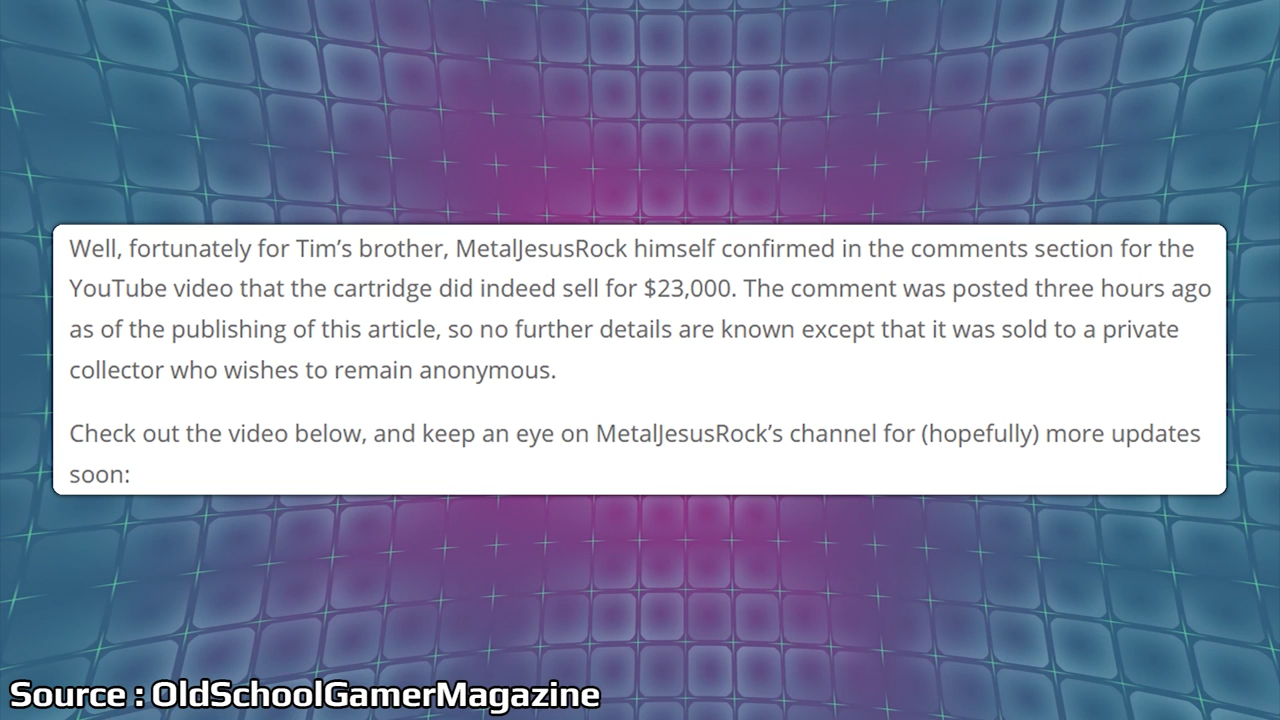 Well, fortunately for Tim’s brother, MetalJesusRock himself confirmed in the comments section for the
YouTube video that the cartridge did indeed sell for $23,000. The comment was posted three hours ago
as of the publishing of this article, so no further details are known except that it was sold to a private
collector who wishes to remain anonymous.
Check out the video below, and keep an eye on MetalJesusRock’s channel for (hopefully) more updates
soon:
Source : OldSchoolGamerMagazine